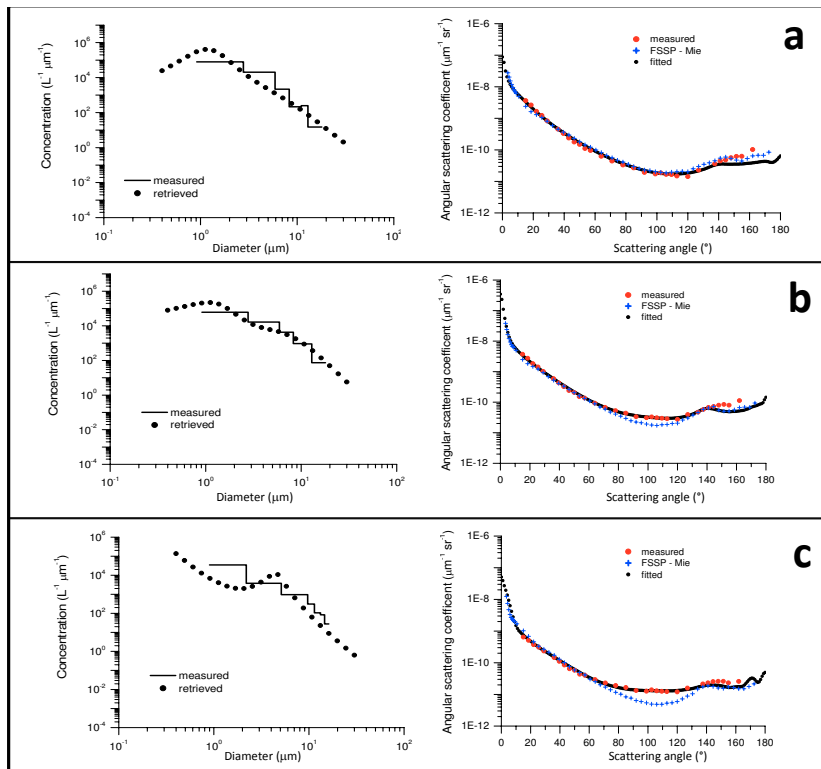 a
Concentration (L⁻¹ μm⁻¹)
10⁶
10⁴
10²
10⁰
10⁻²
10⁻⁴
measured
retrieved
10⁻¹ 10⁰ 10¹ 10²
Diameter (μm)
Angular scattering coefficent (μm⁻¹ sr⁻¹)
1E-6
1E-8
1E-10
1E-12
measured
FSSP - Mie
fitted
0 20 40 60 80 100 120 140 160 180
Scattering angle (°)
b
Concentration (L⁻¹ μm⁻¹)
10⁶
10⁴
10²
10⁰
10⁻²
10⁻⁴
measured
retrieved
10⁻¹ 10⁰ 10¹ 10²
Diameter (μm)
Angular scattering coefficent (μm⁻¹ sr⁻¹)
1E-6
1E-8
1E-10
1E-12
measured
FSSP - Mie
fitted
0 20 40 60 80 100 120 140 160 180
Scattering angle (°)
c
Concentration (L⁻¹ μm⁻¹)
10⁶
10⁴
10²
10⁰
10⁻²
10⁻⁴
measured
retrieved
10⁻¹ 10⁰ 10¹ 10²
Diameter (μm)
Angular scattering coefficent (μm⁻¹ sr⁻¹)
1E-6
1E-8
1E-10
1E-12
measured
FSSP - Mie
fitted
0 20 40 60 80 100 120 140 160 180
Scattering angle (°)